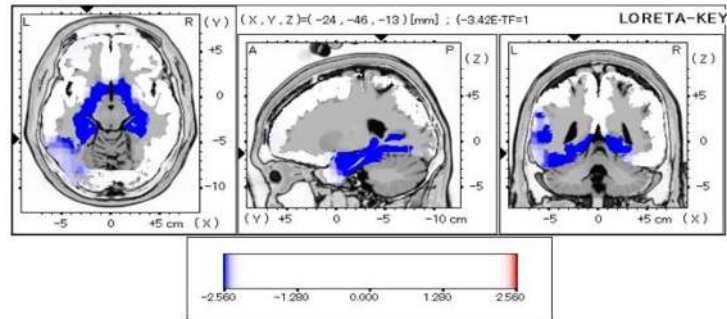 L R (Y)
(X, Y, Z)=(-24, -46, -13) [mm] ; (-3.42E-TF=1 LORETA-KEY
A P (Z)
L R (Z)
+5
0
-5
-10
-5 0 +5 cm (X)
+5
0
-5
(Y) +5 0 -5 -10 cm
+5
0
-5
-5 0 +5 cm (X)
-2.560 -1.280 0.000 1.280 2.560